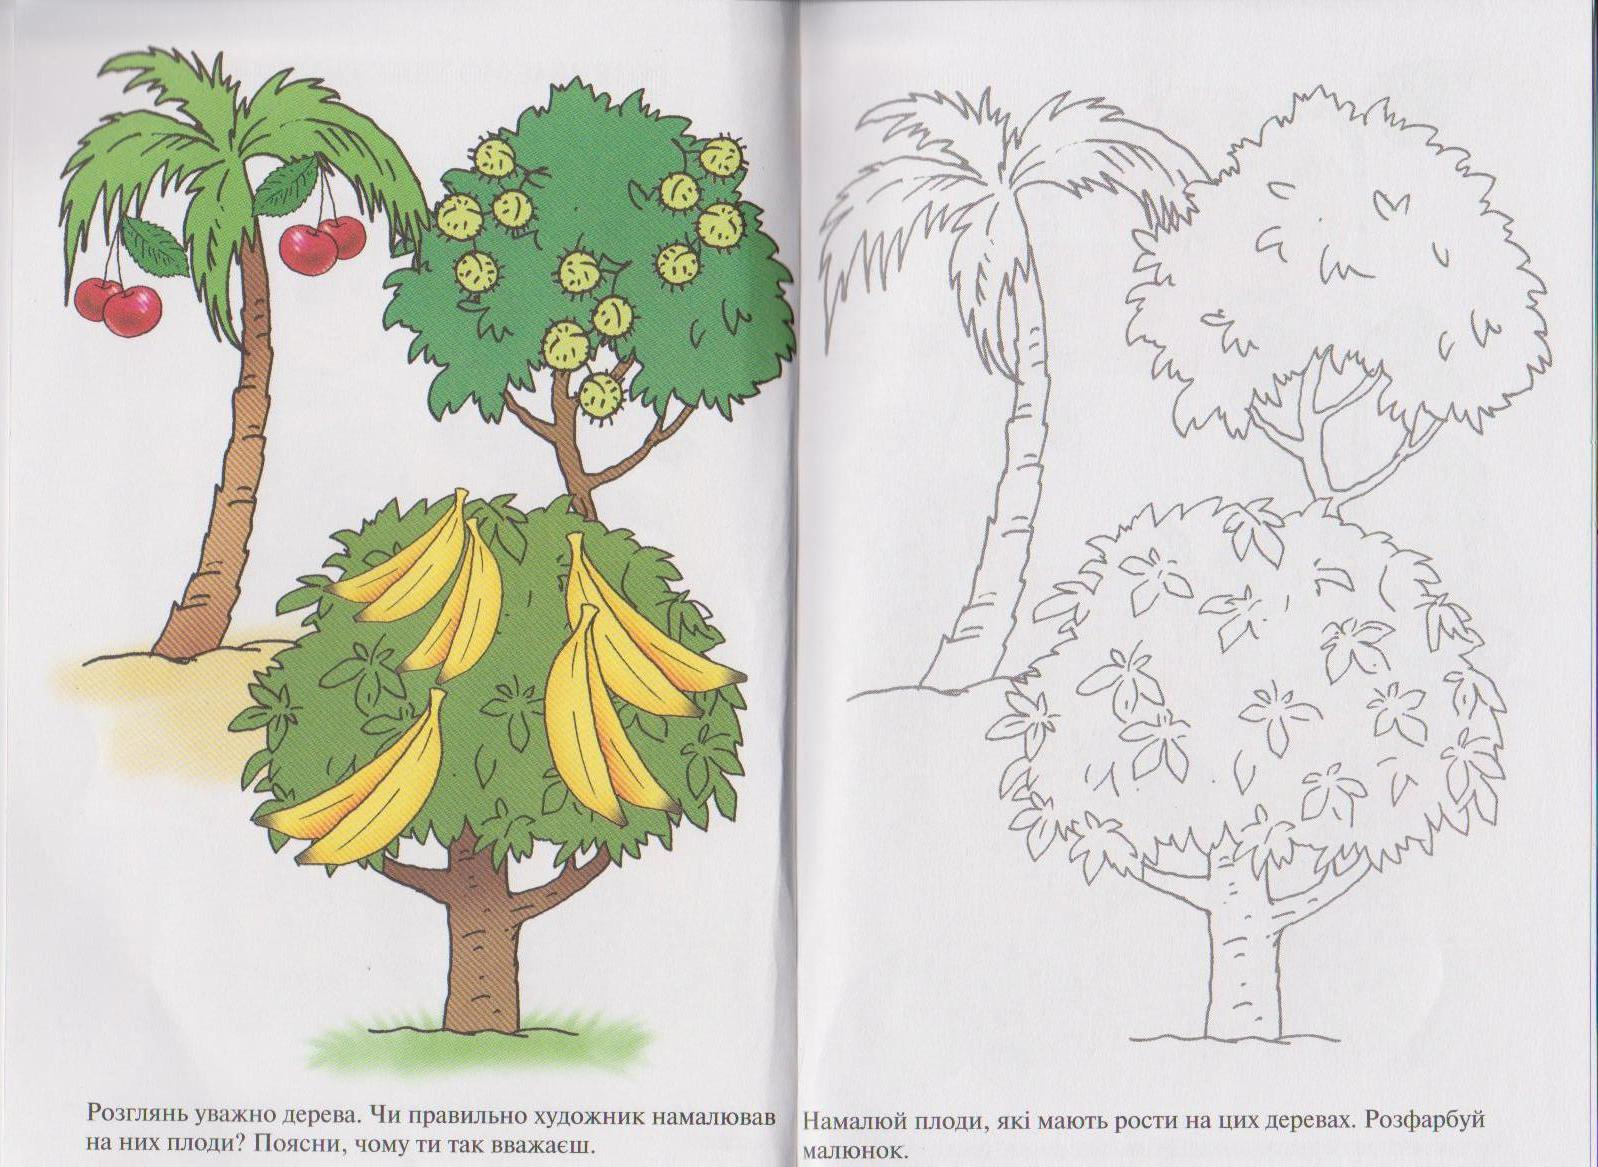 Розглянь уважно дерева. Чи правильно художник намалював
на них плоди? Поясни, чому ти так вважаєш.
Намалюй плоди, які мають рости на цих деревах. Розфарбуй
малюнок.